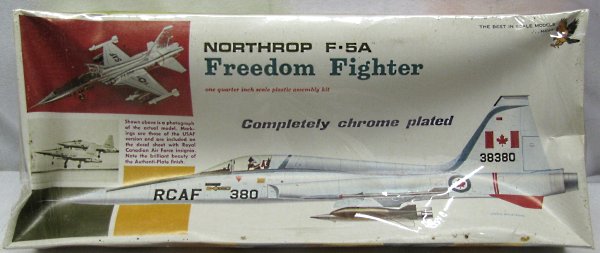 NORTHROP F-5A
Freedom Fighter
one quarter inch scale plastic assembly kit
THE BEST IN SCALE MODELS
Shown above is a photograph
of the actual model. Mark-
ings are those of the USAF
version and are included on
the decal sheet with Royal
Canadian Air Force insignia.
Note the brilliant beauty of
the Authenti-Plate finish.
Completely chrome plated
38380
RCAF 380